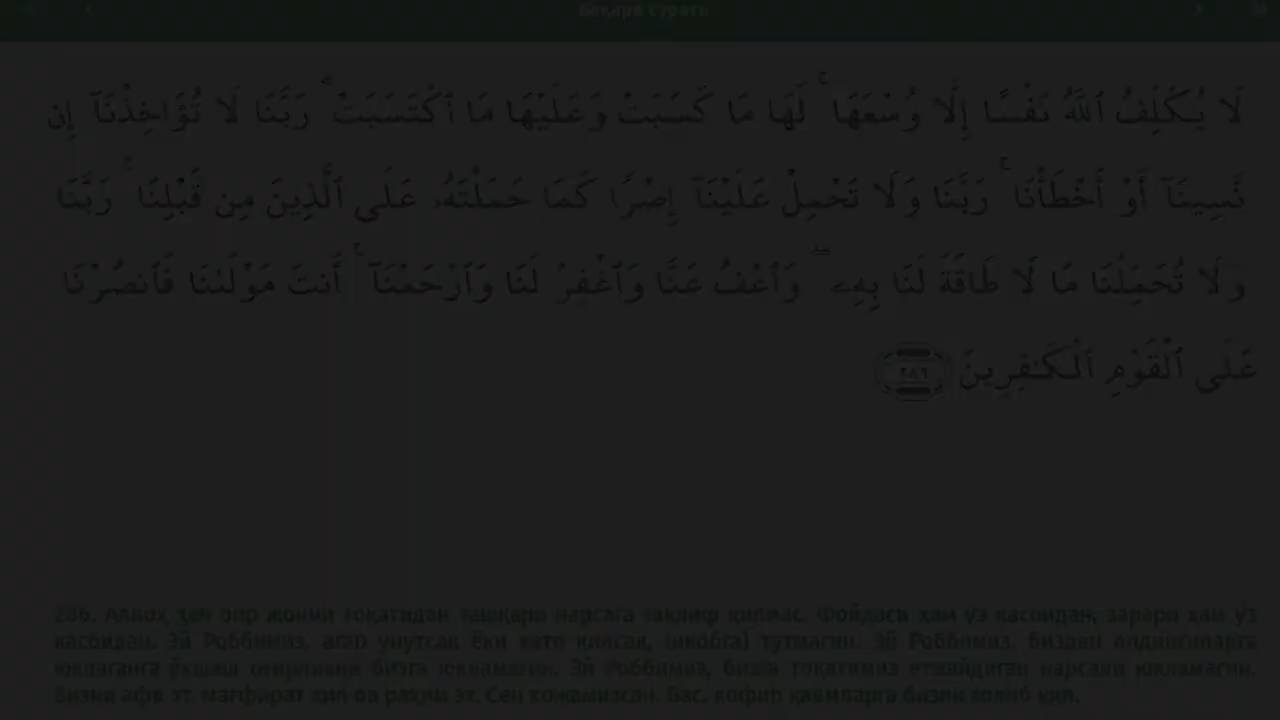 Бақара сураси
لَا يُكَلِّفُ ٱللَّهُ نَفْسًا إِلَّا وُسْعَهَا ۚ لَهَا مَا كَسَبَتْ وَعَلَيْهَا مَا ٱكْتَسَبَتْ ۗ رَبَّنَا لَا تُؤَاخِذْنَآ إِن
نَّسِينَآ أَوْ أَخْطَأْنَا ۚ رَبَّنَا وَلَا تَحْمِلْ عَلَيْنَآ إِصْرًا كَمَا حَمَلْتَهُۥ عَلَى ٱلَّذِينَ مِن قَبْلِنَا ۚ رَبَّنَا
وَلَا تُحَمِّلْنَا مَا لَا طَاقَةَ لَنَا بِهِۦ ۖ وَٱعْفُ عَنَّا وَٱغْفِرْ لَنَا وَٱرْحَمْنَآ ۚ أَنتَ مَوْلَىٰنَا فَٱنصُرْنَا
عَلَى ٱلْقَوْمِ ٱلْكَـٰفِرِينَ ٢٨٦
286. Аллоҳ ҳеч бир жонни тоқатидан ташқари нарсага таклиф қилмас. Фойдаси ҳам ўз касбидан, зарари ҳам ўз
касбидан. Эй Роббимиз, агар унутсак ёки хато қилсак, (иқобга) тутмагин. Эй Роббимиз, биздан олдингиларга
юклаганга ўхшаш оғирликни бизга юкламагин. Эй Роббимиз, бизга тоқатимиз етмайдиган нарсани юкламагин.
Бизни афв эт, мағфират қил ва раҳм эт. Сен хожамизсан. Бас, кофир қавмларга бизни ғолиб қил.